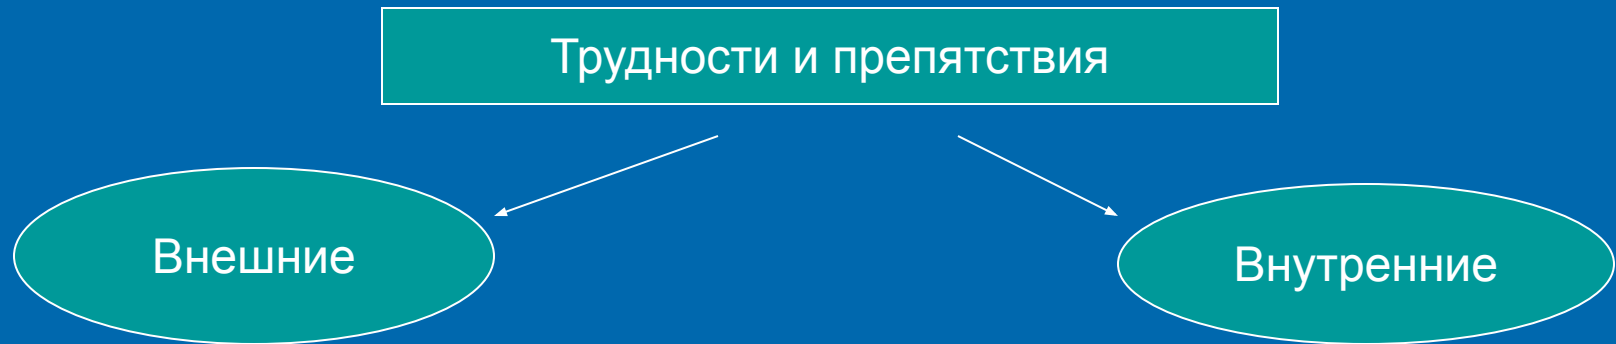 Трудности и препятствия
Внешние
Внутренние